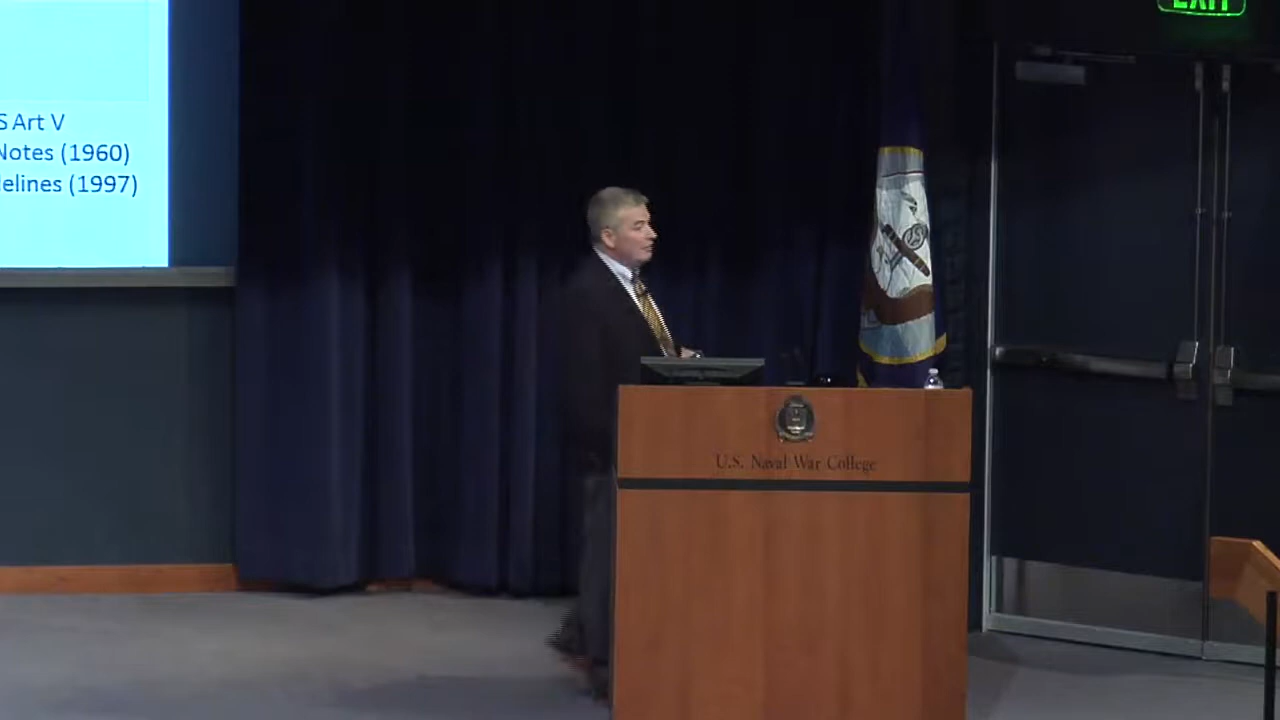 S Art V
Notes (1960)
elines (1997)
EXIT
U.S. Naval War College